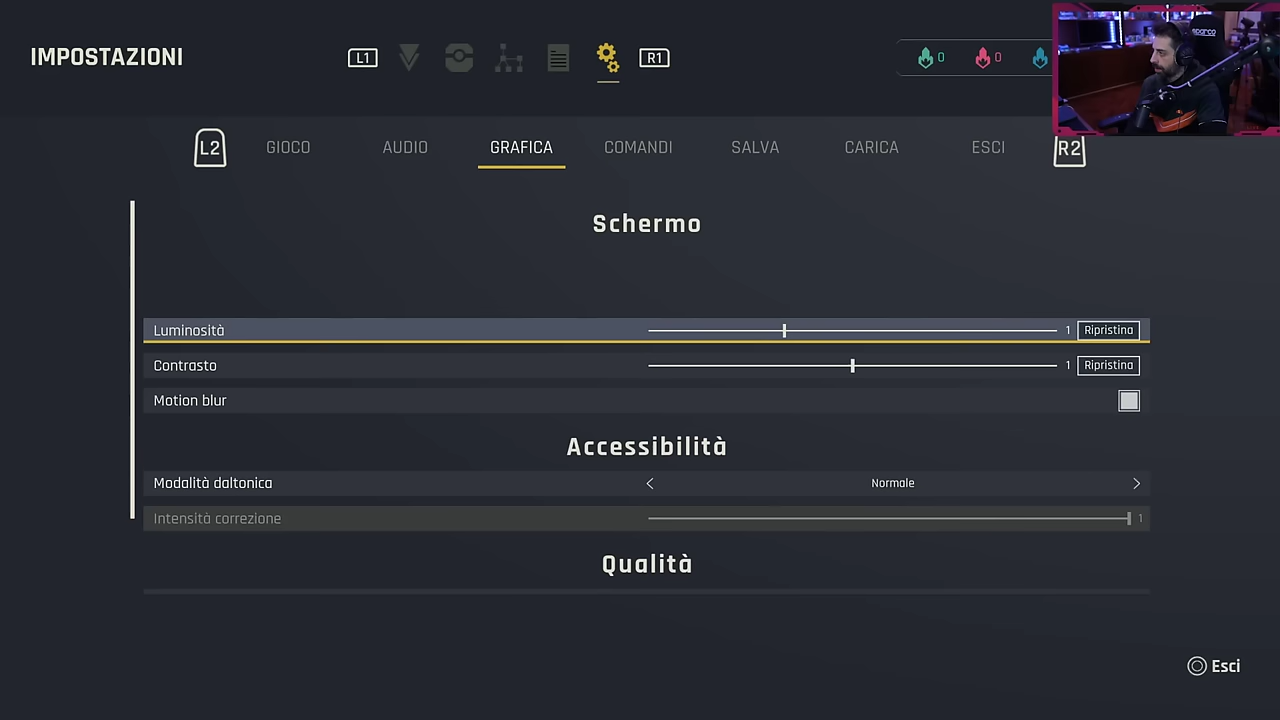 IMPOSTAZIONI
L1
R1
0
0
sparco
L2
GIOCO
AUDIO
GRAFICA
COMANDI
SALVA
CARICA
ESCI
R2
Schermo
Luminosità
1
Ripristina
Contrasto
1
Ripristina
Motion blur
Accessibilità
Modalità daltonica
Normale
Intensità correzione
1
Qualità
Esci